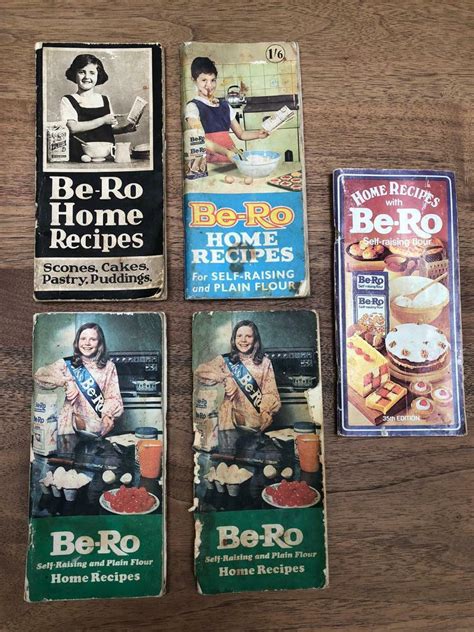 Be-Ro
Home
Recipes
Scones, Cakes,
Pastry, Puddings.
1/6
Be-Ro
HOME
RECIPES
For SELF-RAISING
and PLAIN FLOUR
HOME RECIPES
with
Be-Ro
Self-raising flour
Be-Ro
Be-Ro
35th EDITION
Be-Ro
Be-Ro
Self-Raising and Plain Flour
Home Recipes
Be-Ro
Be-Ro
Self-Raising and Plain Flour
Home Recipes